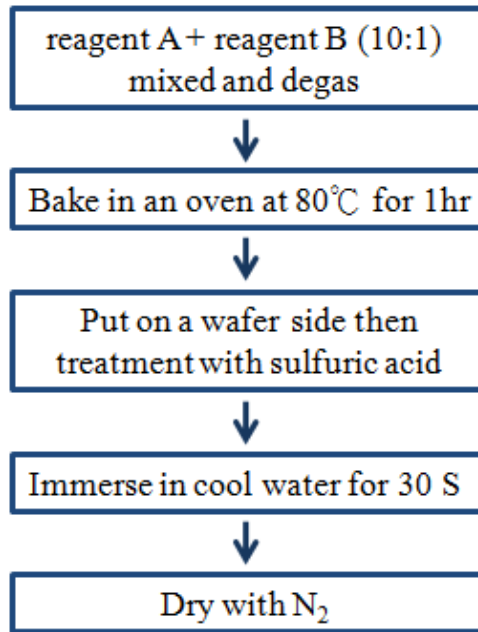 reagent A + reagent B (10:1)
mixed and degas
Bake in an oven at 80℃ for 1hr
Put on a wafer side then
treatment with sulfuric acid
Immerse in cool water for 30 S
Dry with N₂